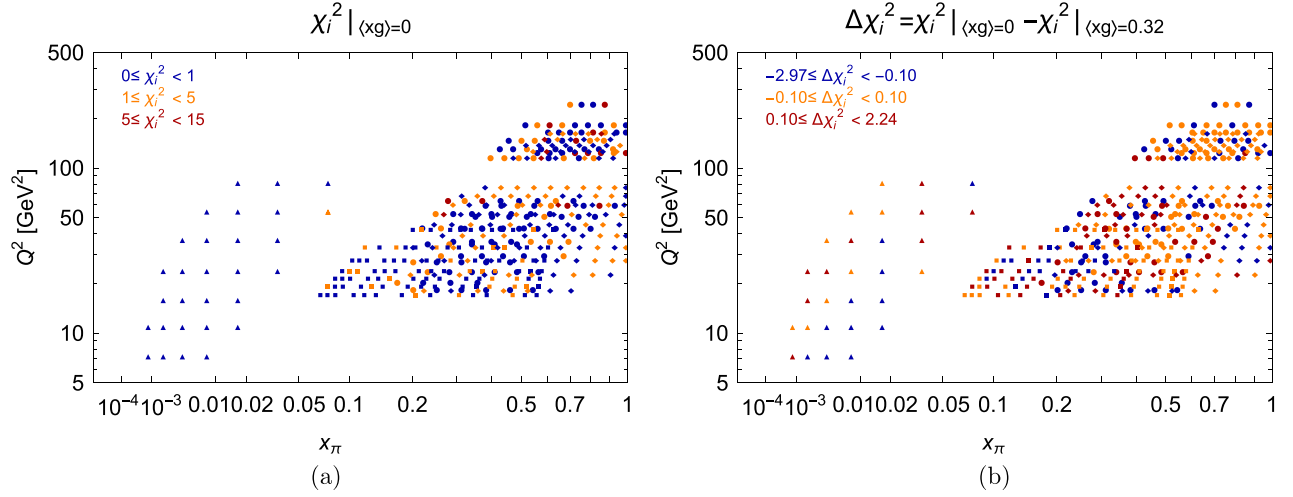 χᵢ²|⟨xg⟩=0
500
100
50
10
5
Q² [GeV²]
0≤ χᵢ² < 1
1≤ χᵢ² < 5
5≤ χᵢ² < 15
10⁻⁴ 10⁻³ 0.01 0.02 0.05 0.1 0.2 0.5 0.7 1
xπ
(a)
Δχᵢ²=χᵢ²|⟨xg⟩=0 −χᵢ²|⟨xg⟩=0.32
500
100
50
10
5
Q² [GeV²]
−2.97≤ Δχᵢ² < −0.10
−0.10≤ Δχᵢ² < 0.10
0.10≤ Δχᵢ² < 2.24
10⁻⁴ 10⁻³ 0.01 0.02 0.05 0.1 0.2 0.5 0.7 1
xπ
(b)